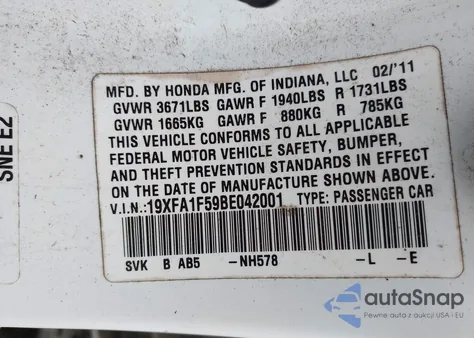 MFD. BY HONDA MFG. OF INDIANA, LLC 02/'11
GVWR 3671LBS GAWR F 1940LBS R 1731LBS
GVWR 1665KG GAWR F 880KG R 785KG
THIS VEHICLE CONFORMS TO ALL APPLICABLE
FEDERAL MOTOR VEHICLE SAFETY, BUMPER,
AND THEFT PREVENTION STANDARDS IN EFFECT
ON THE DATE OF MANUFACTURE SHOWN ABOVE.
V.I.N.:19XFA1F59BE042001 TYPE: PASSENGER CAR
SVK B AB5 -NH578 -L -E
SNE E2
autoSnap
Pewne auta z aukcji USA i EU